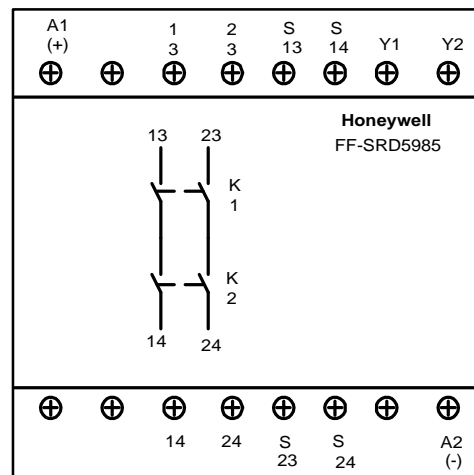 A1 1 2 S S Y1 Y2
(+) 3 3 13 14
Honeywell
FF-SRD5985
13 23
K
1
K
2
14 24
14 24 S S A2
23 24 (-)